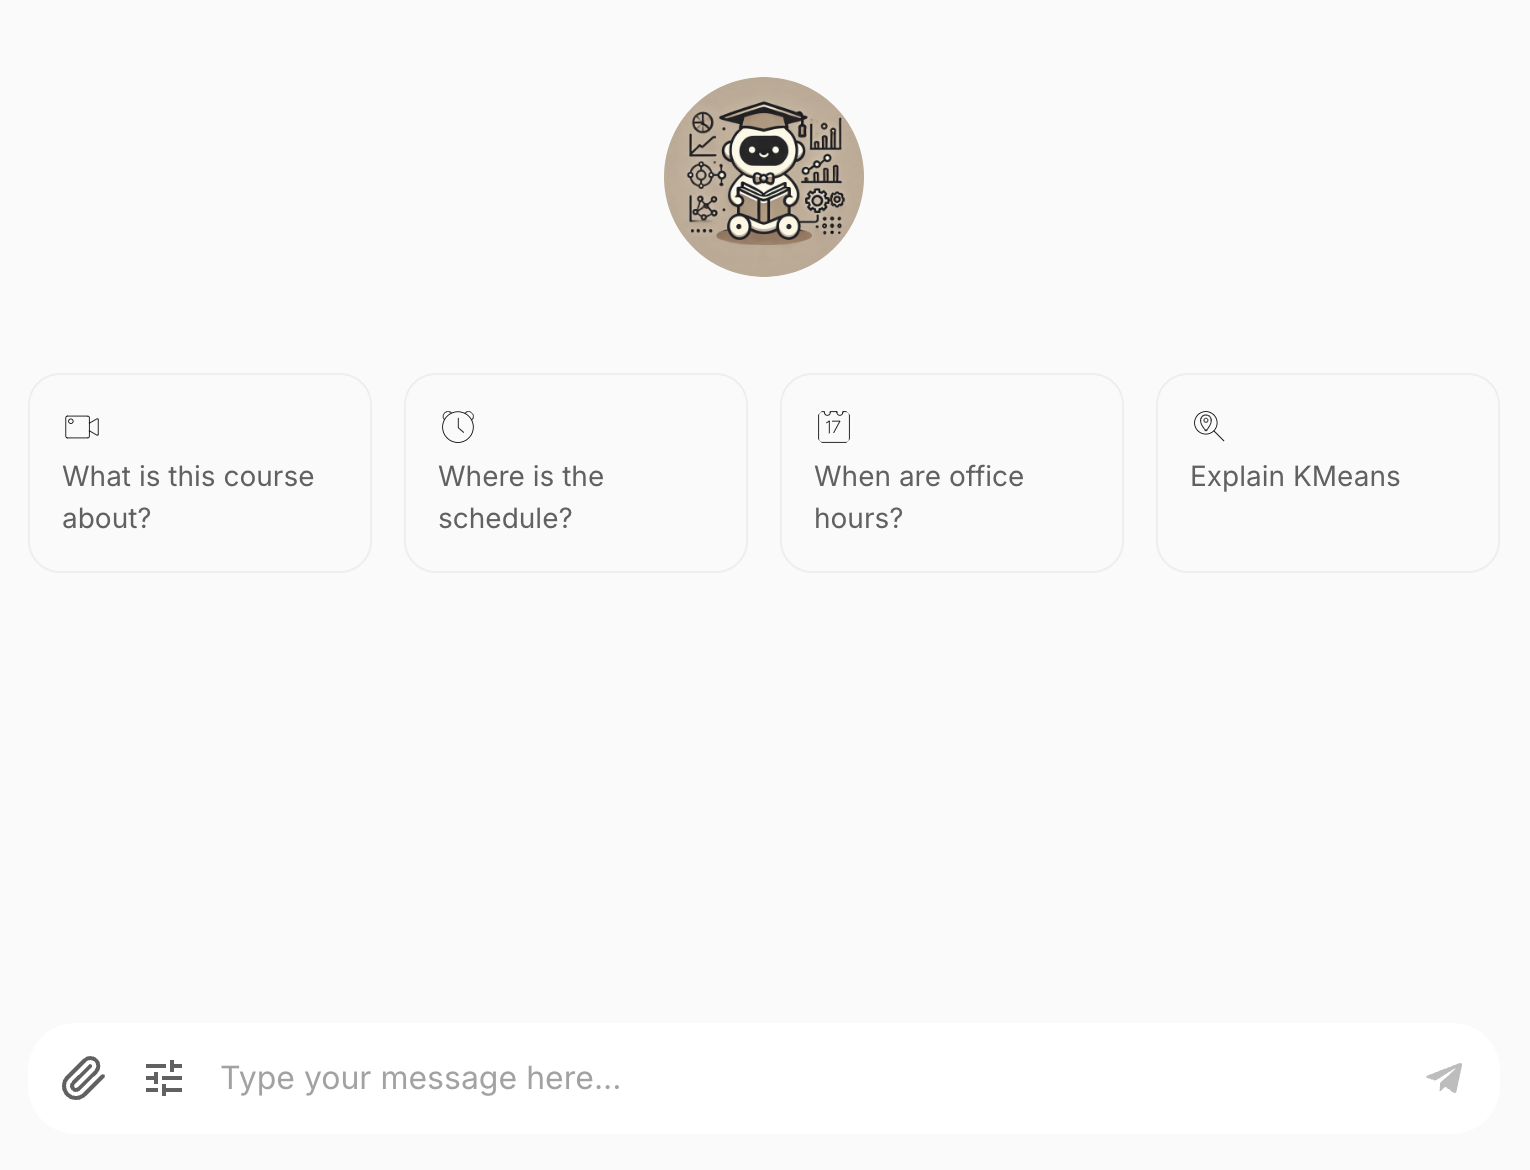 What is this course
about?
Where is the
schedule?
17
When are office
hours?
Explain KMeans
Type your message here...